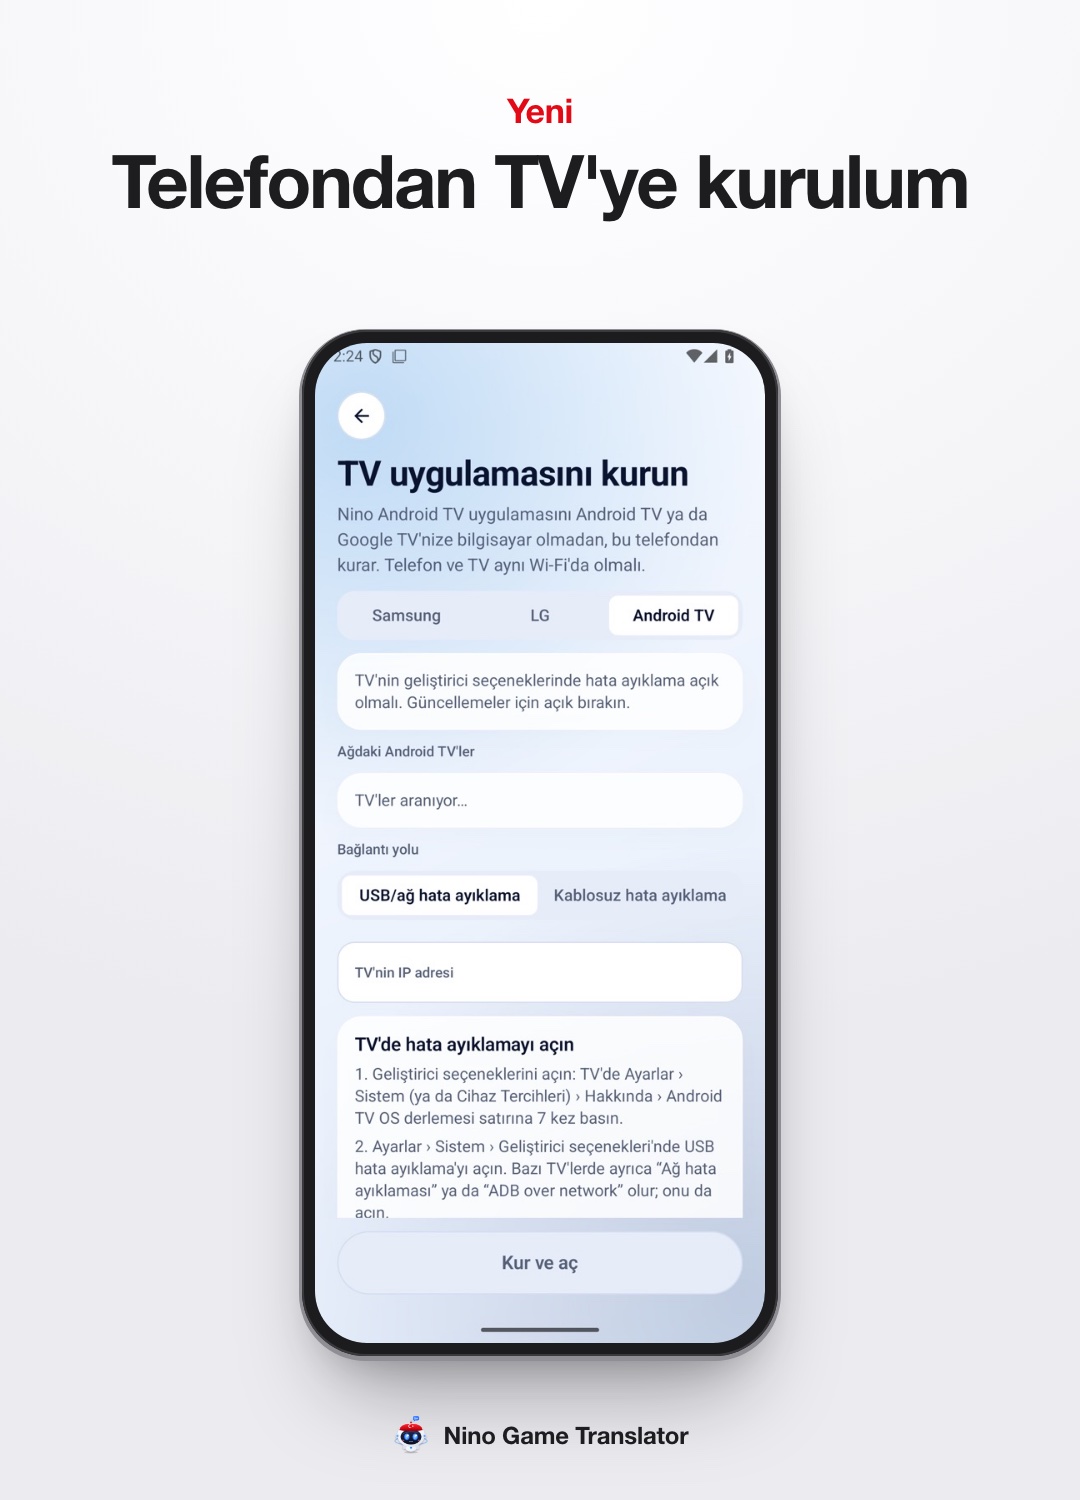 Yeni
Telefondan TV'ye kurulum
2:24
TV uygulamasını kurun
Nino Android TV uygulamasını Android TV ya da
Google TV'nize bilgisayar olmadan, bu telefondan
kurar. Telefon ve TV aynı Wi-Fi'da olmalı.
Samsung LG Android TV
TV'nin geliştirici seçeneklerinde hata ayıklama açık
olmalı. Güncellemeler için açık bırakın.
Ağdaki Android TV'ler
TV'ler aranıyor...
Bağlantı yolu
USB/ağ hata ayıklama Kablosuz hata ayıklama
TV'nin IP adresi
TV'de hata ayıklamayı açın
1. Geliştirici seçeneklerini açın: TV'de Ayarlar ›
Sistem (ya da Cihaz Tercihleri) › Hakkında › Android
TV OS derlemesi satırına 7 kez basın.
2. Ayarlar › Sistem › Geliştirici seçenekleri'nde USB
hata ayıklama'yı açın. Bazı TV'lerde ayrıca “Ağ hata
ayıklaması” ya da “ADB over network” olur; onu da
açın.
Kur ve aç
Nino Game Translator